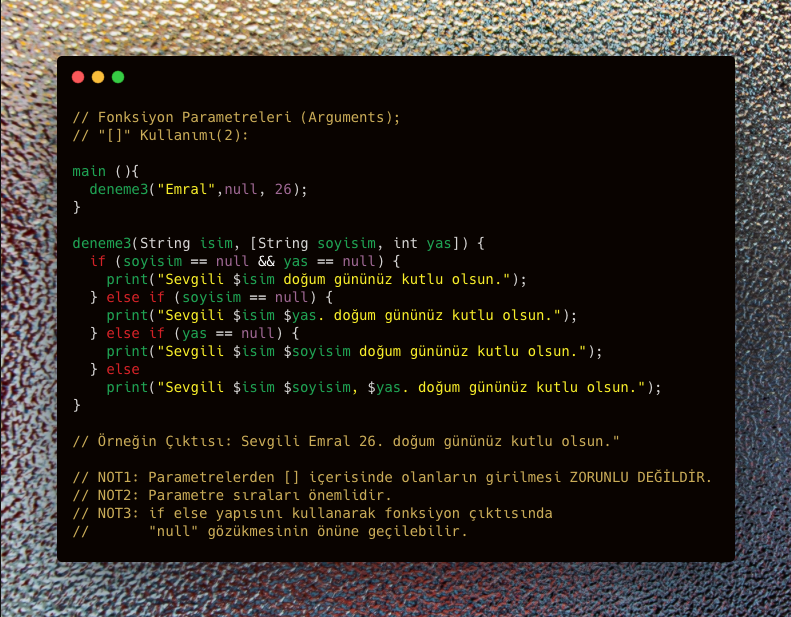 // Fonksiyon Parametreleri (Arguments);
// "[]" Kullanımı(2):
main (){
deneme3("Emral",null, 26);
}
deneme3(String isim, [String soyisim, int yas]) {
if (soyisim == null && yas == null) {
print("Sevgili $isim doğum gününüz kutlu olsun.");
} else if (soyisim == null) {
print("Sevgili $isim $yas. doğum gününüz kutlu olsun.");
} else if (yas == null) {
print("Sevgili $isim $soyisim doğum gününüz kutlu olsun.");
} else
print("Sevgili $isim $soyisim, $yas. doğum gününüz kutlu olsun.");
}
// Örneğin Çıktısı: Sevgili Emral 26. doğum gününüz kutlu olsun."
// NOT1: Parametrelerden [] içerisinde olanların girilmesi ZORUNLU DEĞİLDİR.
// NOT2: Parametre sıraları önemlidir.
// NOT3: if else yapısını kullanarak fonksiyon çıktısında
// "null" gözükmesinin önüne geçilebilir.